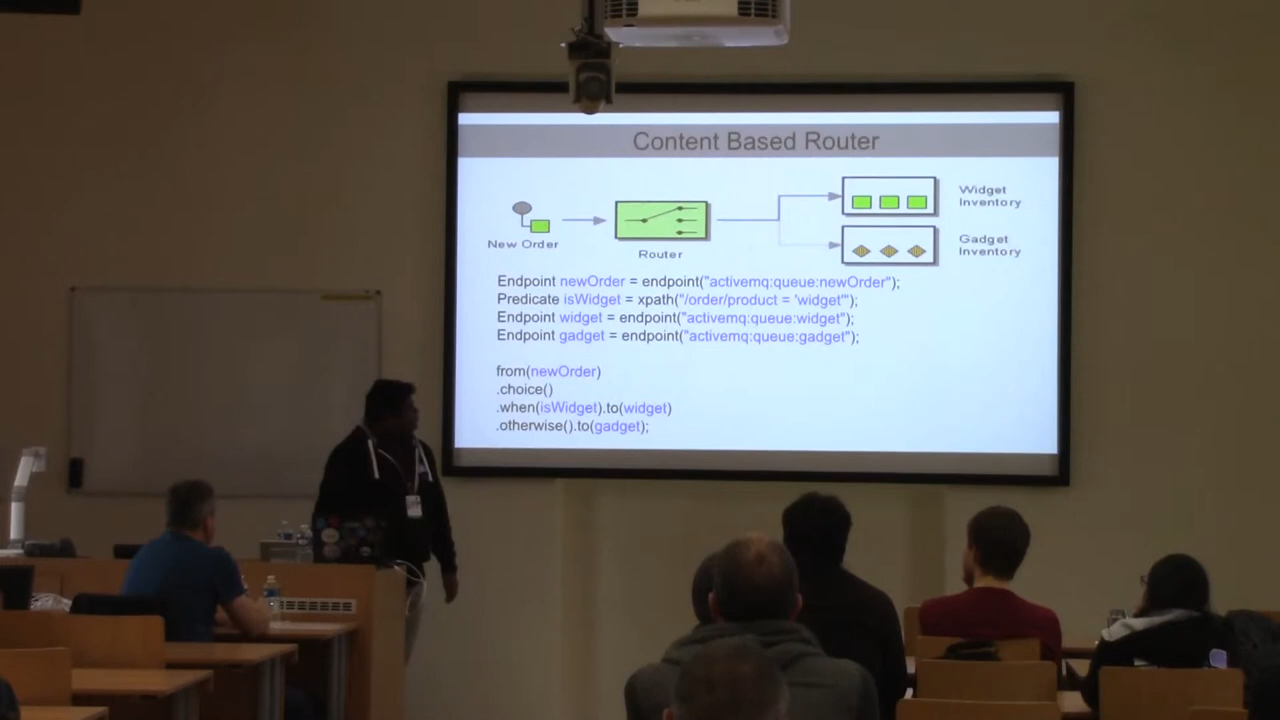 Content Based Router
Widget
Inventory
New Order
Router
Gadget
Inventory
Endpoint newOrder = endpoint("activemq:queue:newOrder");
Predicate isWidget = xpath("/order/product = 'widget'");
Endpoint widget = endpoint("activemq:queue:widget");
Endpoint gadget = endpoint("activemq:queue:gadget");
from(newOrder)
.choice()
.when(isWidget).to(widget)
.otherwise().to(gadget);